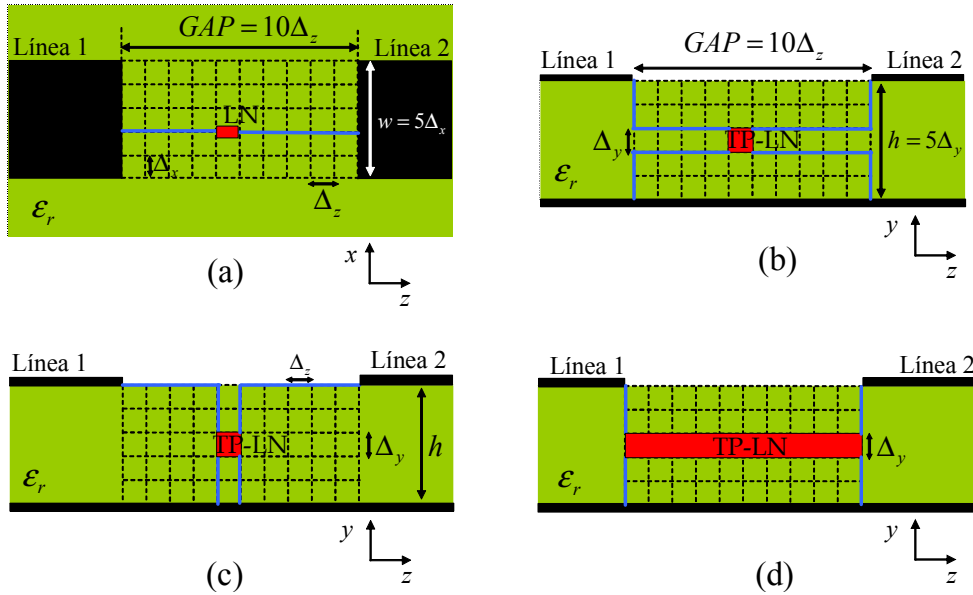 GAP = 10Δz
Línea 1
Línea 2
LN
w = 5Δx
Δx
Δz
εr
x
z
(a)
GAP = 10Δz
Línea 1
Línea 2
Δy
TP-LN
h = 5Δy
εr
y
z
(b)
Línea 1
Δz
Línea 2
TP-LN
Δy
h
εr
y
z
(c)
Línea 1
Línea 2
TP-LN
Δy
εr
y
z
(d)